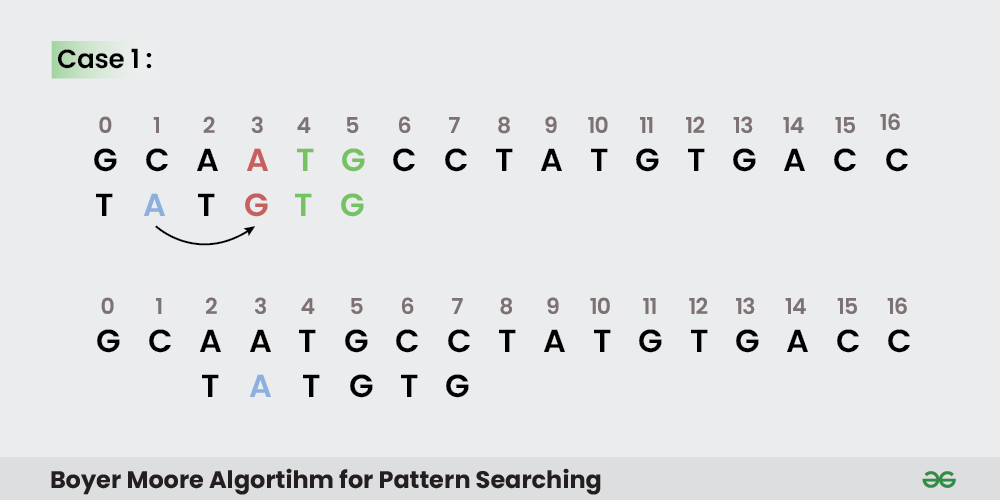 Case 1 :
0 1 2 3 4 5 6 7 8 9 10 11 12 13 14 15 16
G C A A T G C C T A T G T G A C C
T A T G T G
0 1 2 3 4 5 6 7 8 9 10 11 12 13 14 15 16
G C A A T G C C T A T G T G A C C
T A T G T G
Boyer Moore Algortihm for Pattern Searching